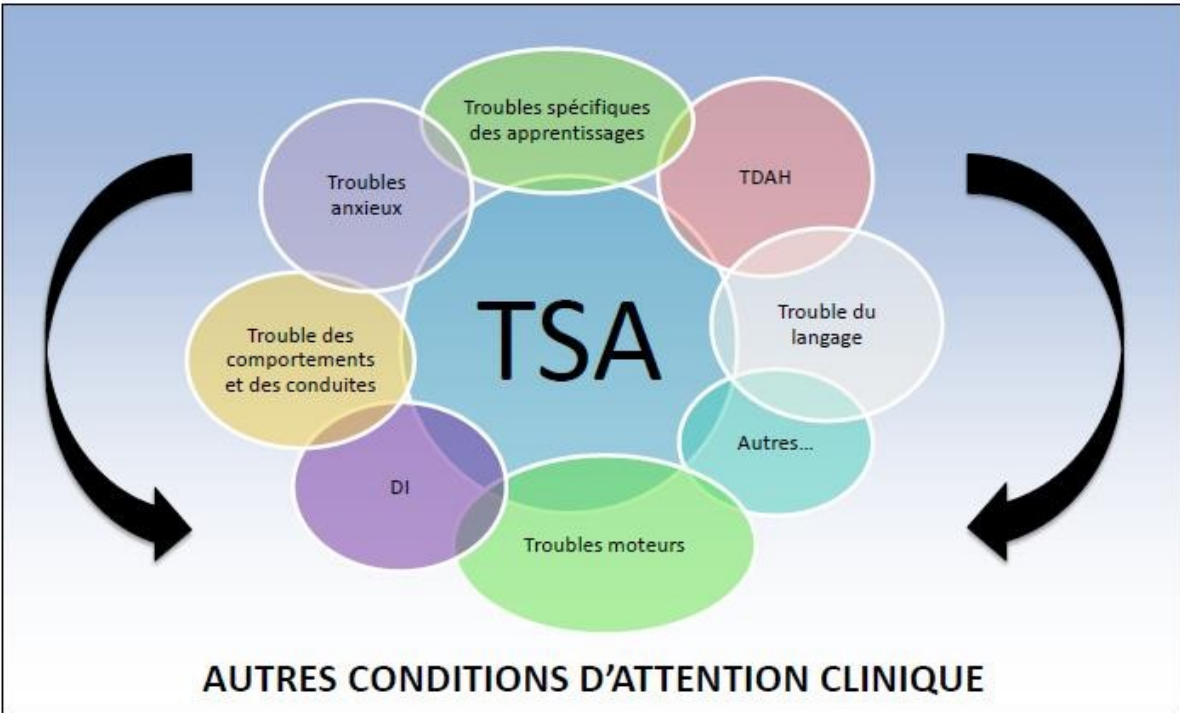 Troubles spécifiques
des apprentissages
TDAH
Troubles
anxieux
TSA
Trouble du
langage
Trouble des
comportements
et des conduites
Autres...
DI
Troubles moteurs
AUTRES CONDITIONS D'ATTENTION CLINIQUE